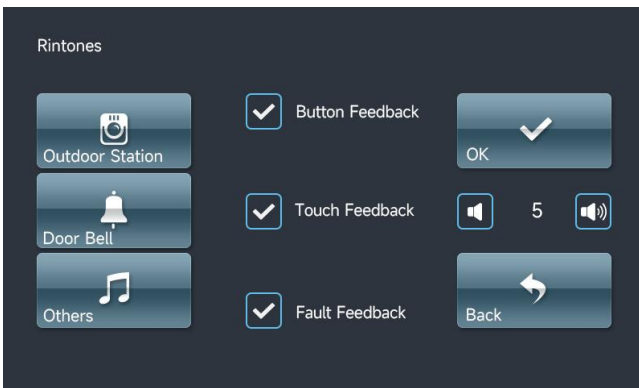 Rintones
Outdoor Station
Button Feedback
OK
Door Bell
Touch Feedback
5
Others
Fault Feedback
Back